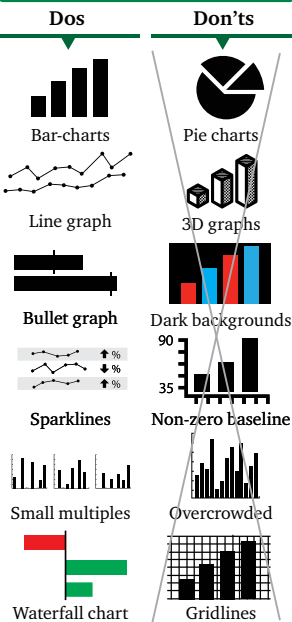 Dos
Don'ts
Bar-charts
Pie charts
Line graph
3D graphs
Bullet graph
Dark backgrounds
%
%
%
90
35
Sparklines
Non-zero baseline
Small multiples
Overcrowded
Waterfall chart
Gridlines